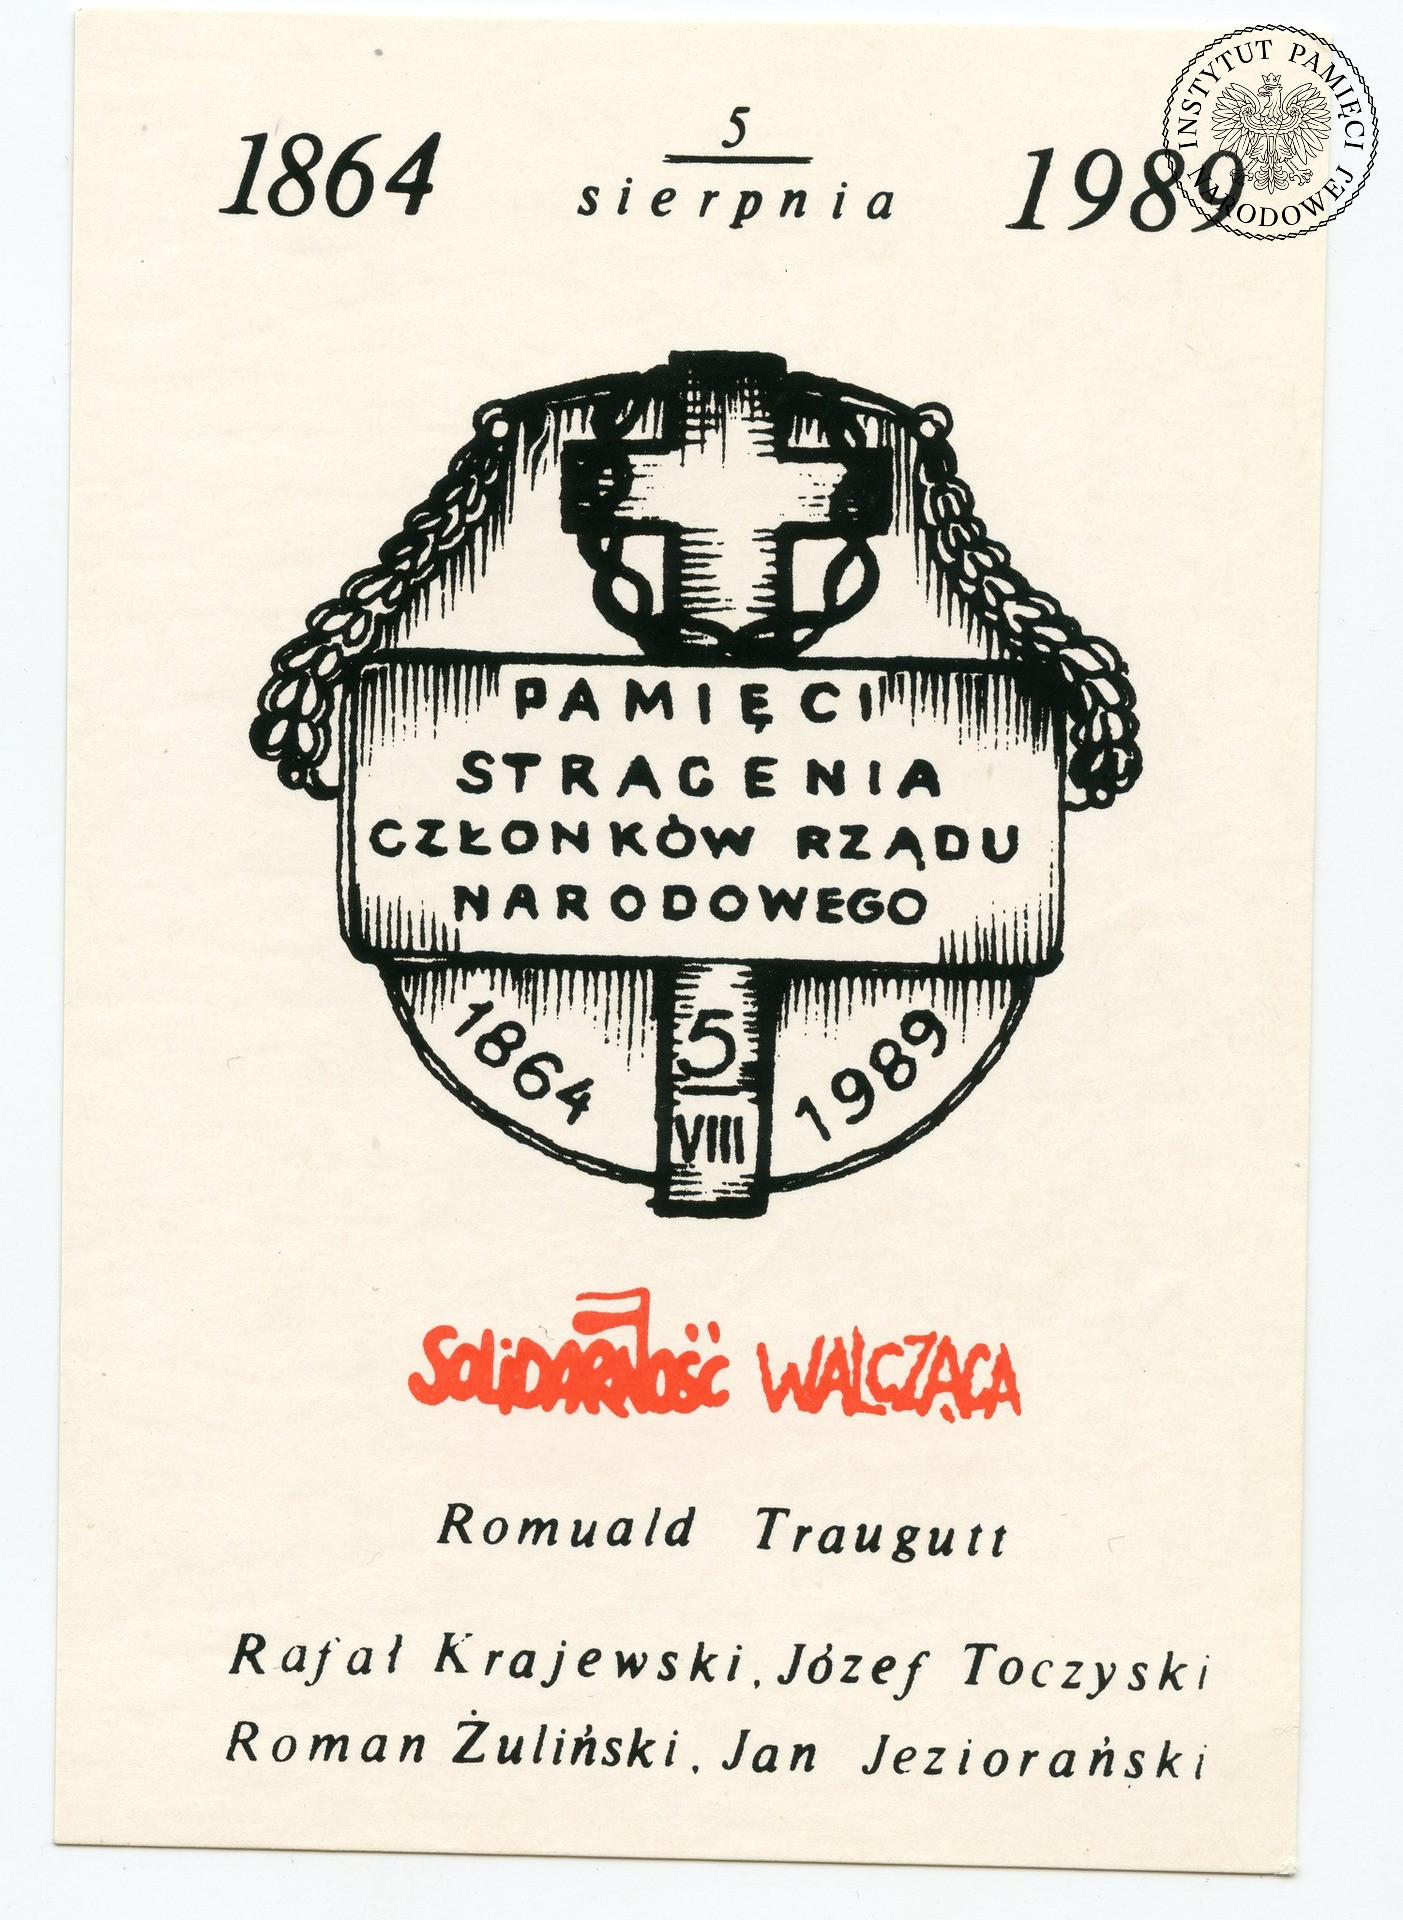 INSTYTUT PAMIĘCI NARODOWEJ
1864 5 sierpnia 1989
PAMIĘCI
STRACENIA
CZŁONKÓW RZĄDU
NARODOWEGO
1864 5 VIII 1989
SOLIDARNOŚĆ WALCZĄCA
Romuald Traugutt
Rafał Krajewski, Józef Toczyski
Roman Żuliński, Jan Jeziorański